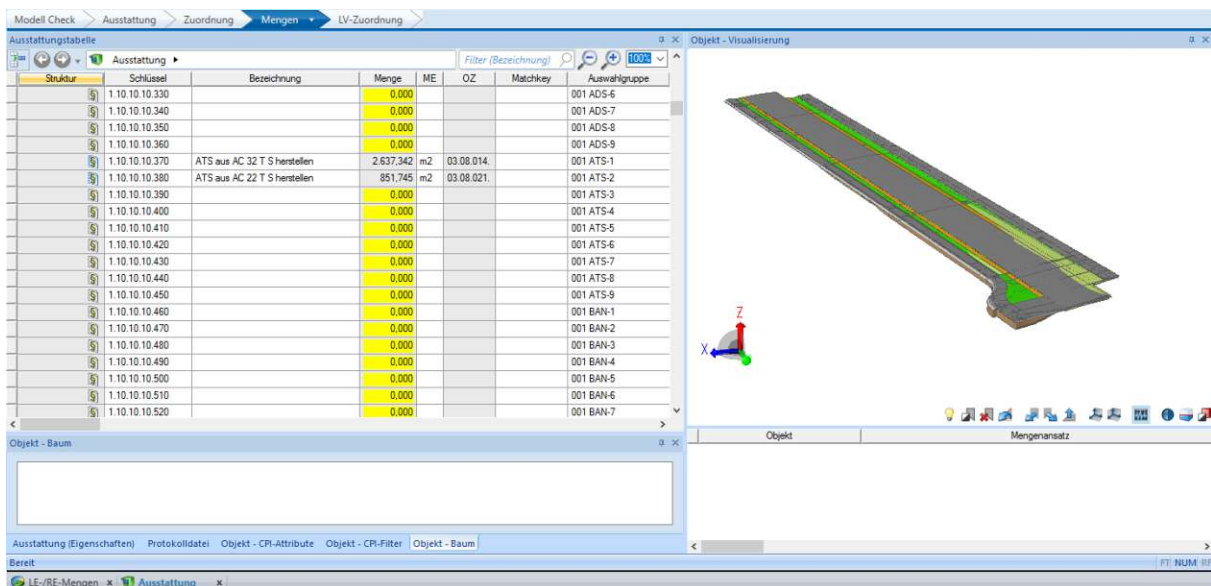 Modell Check Ausstattung Zuordnung Mengen LV-Zuordnung
Ausstattungstabelle
Ausstattung
Filter (Bezeichnung)
100%
Struktur Schlüssel Bezeichnung Menge ME OZ Matchkey Auswahlgruppe
§ 1.10.10.10.330 0,000 001 ADS-6
§ 1.10.10.10.340 0,000 001 ADS-7
§ 1.10.10.10.350 0,000 001 ADS-8
§ 1.10.10.10.360 0,000 001 ADS-9
§ 1.10.10.10.370 ATS aus AC 32 T S herstellen 2.637,342 m2 03.08.014. 001 ATS-1
§ 1.10.10.10.380 ATS aus AC 22 T S herstellen 851,745 m2 03.08.021. 001 ATS-2
§ 1.10.10.10.390 0,000 001 ATS-3
§ 1.10.10.10.400 0,000 001 ATS-4
§ 1.10.10.10.410 0,000 001 ATS-5
§ 1.10.10.10.420 0,000 001 ATS-6
§ 1.10.10.10.430 0,000 001 ATS-7
§ 1.10.10.10.440 0,000 001 ATS-8
§ 1.10.10.10.450 0,000 001 ATS-9
§ 1.10.10.10.460 0,000 001 BAN-1
§ 1.10.10.10.470 0,000 001 BAN-2
§ 1.10.10.10.480 0,000 001 BAN-3
§ 1.10.10.10.490 0,000 001 BAN-4
§ 1.10.10.10.500 0,000 001 BAN-5
§ 1.10.10.10.510 0,000 001 BAN-6
§ 1.10.10.10.520 0,000 001 BAN-7
Objekt - Visualisierung
Z
X
Objekt Mengenansatz
Objekt - Baum
Ausstattung (Eigenschaften) Protokolldatei Objekt - CPI-Attribute Objekt - CPI-Filter Objekt - Baum
Bereit
FT NUM RF
LE-/RE-Mengen x Ausstattung x